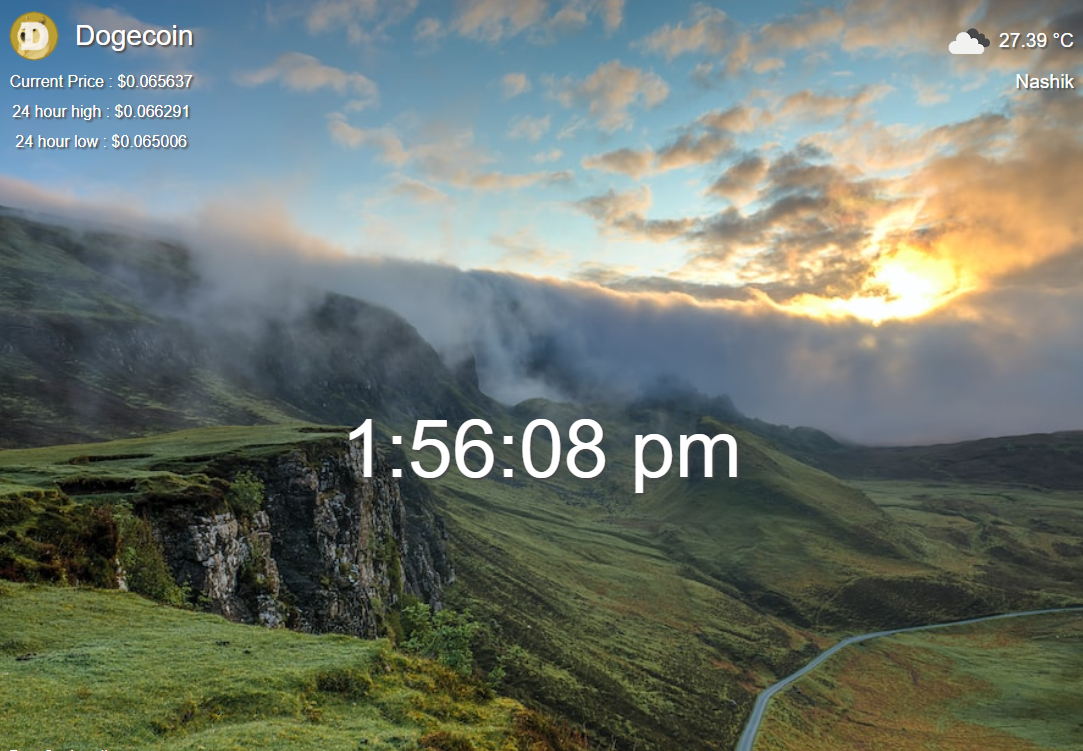 Dogecoin
Current Price : $0.065637
24 hour high : $0.066291
24 hour low : $0.065006
27.39 °C
Nashik
1:56:08 pm